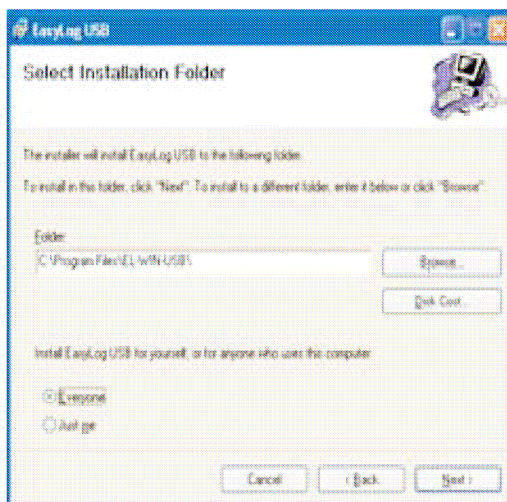 EasyLog USB
Select Installation Folder
The installer will install EasyLog USB to the following folder.
To install in this folder, click "Next". To install to a different folder, enter it below or click "Browse".
Folder:
C:\Program Files\EL-WIN-USB\
Browse...
Disk Cost...
Install EasyLog USB for yourself, or for anyone who uses this computer:
Everyone
Just me
Cancel
< Back
Next >